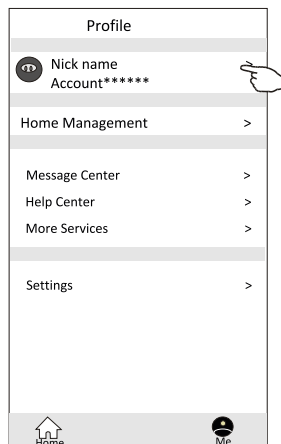 Profile
Nick name
Account******
Home Management >
Message Center >
Help Center >
More Services >
Settings >
Home Me